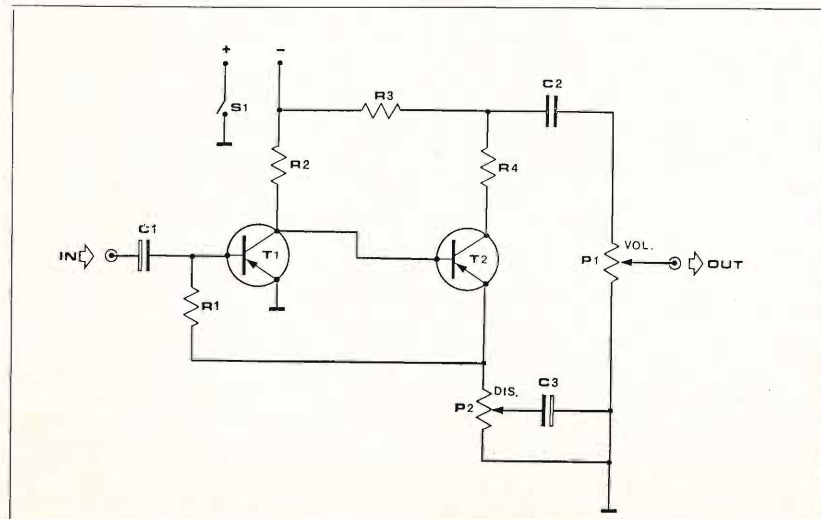 + -
S1
R3
C2
R2
R4
C1
IN
T1
T2
VOL.
P1
OUT
R1
DIS.
P2
C3